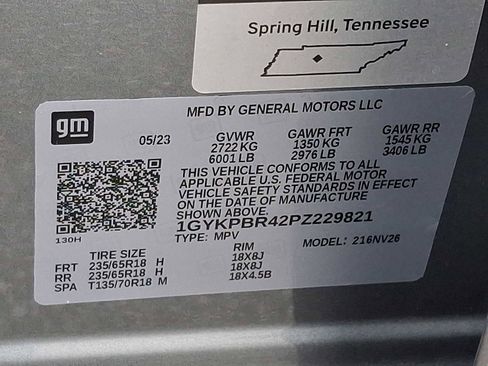 Spring Hill, Tennessee
gm
MFD BY GENERAL MOTORS LLC
05/23 GVWR GAWR FRT GAWR RR
2722 KG 1350 KG 1545 KG
6001 LB 2976 LB 3406 LB
THIS VEHICLE CONFORMS TO ALL
APPLICABLE U.S. FEDERAL MOTOR
VEHICLE SAFETY STANDARDS IN EFFECT
ON THE DATE OF MANUFACTURE
SHOWN ABOVE.
1GYKPBR42PZ229821
130H TYPE: MPV MODEL: 216NV26
TIRE SIZE RIM
FRT 235/65R18 H 18X8J
RR 235/65R18 H 18X8J
SPA T135/70R18 M 18X4.5B